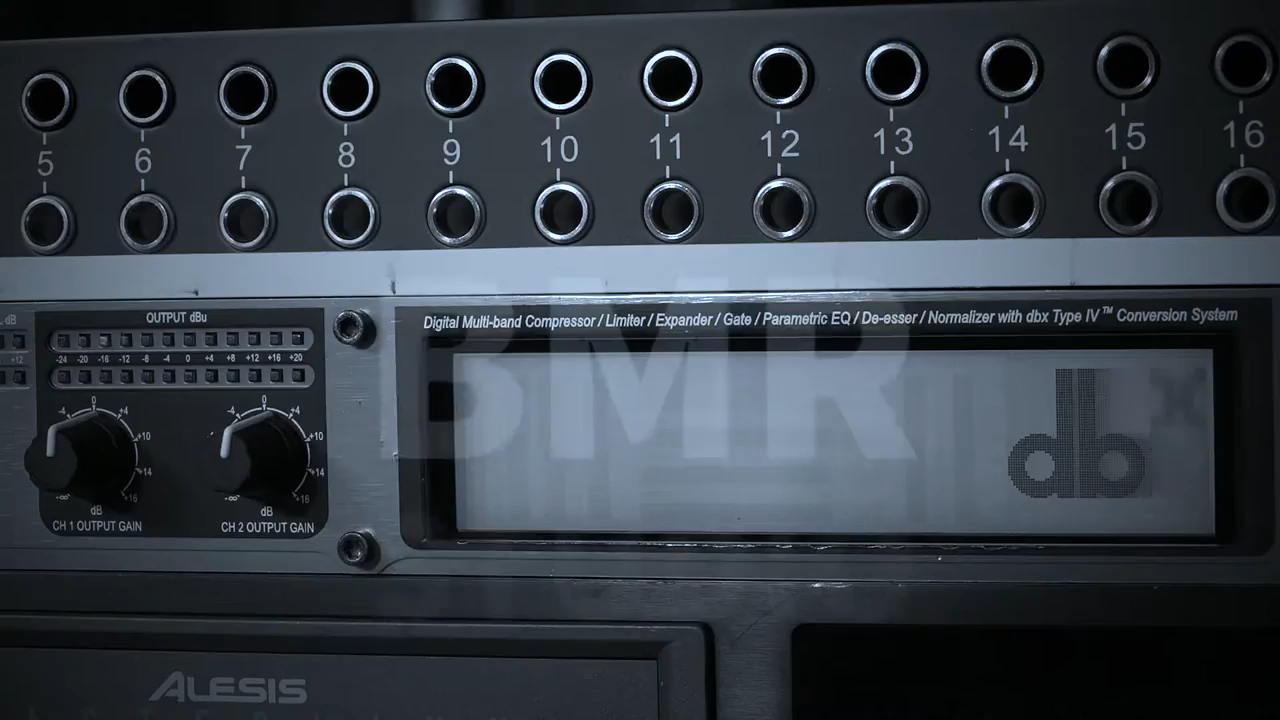 5 6 7 8 9 10 11 12 13 14 15 16
BMR
dB
+12
OUTPUT dBu
-24 -20 -16 -12 -8 -4 0 +4 +8 +12 +16 +20
-4 0 +4 +10 +14 +16 -∞ dB
CH 1 OUTPUT GAIN
-4 0 +4 +10 +14 +16 -∞ dB
CH 2 OUTPUT GAIN
Digital Multi-band Compressor / Limiter / Expander / Gate / Parametric EQ / De-esser / Normalizer with dbx Type IV™ Conversion System
dbx
ALESIS